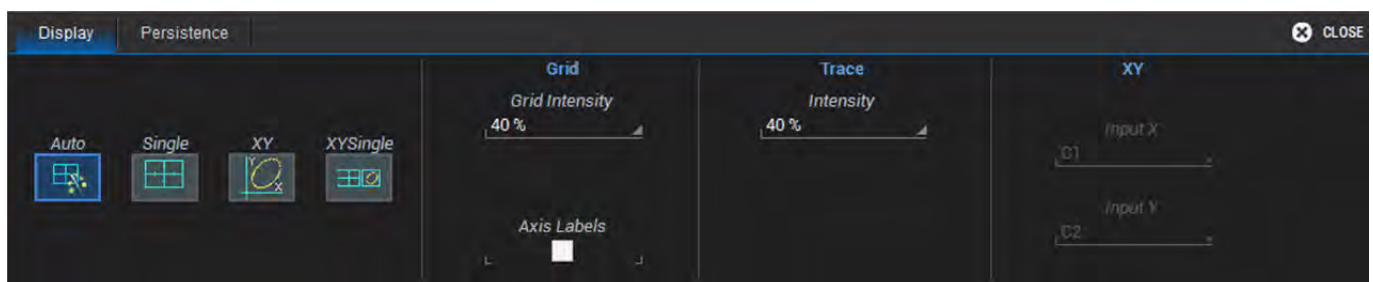 Display
Persistence
CLOSE
Auto
Single
XY
XYSingle
Y
X
Grid
Grid Intensity
40 %
Axis Labels
Trace
Intensity
40 %
XY
Input X
C1
Input Y
C2